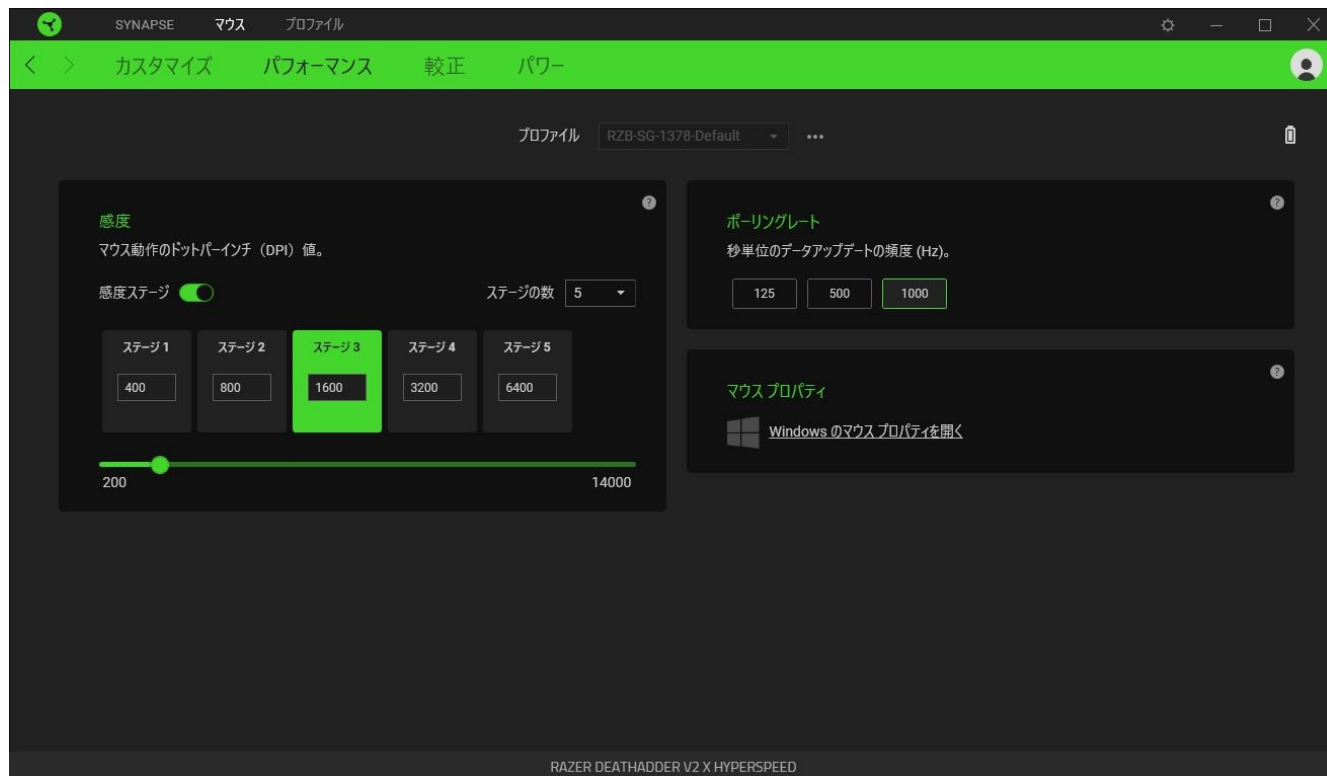 SYNAPSE マウス プロファイル
カスタマイズ パフォーマンス 較正 パワー
プロファイル RZB-SG-1378-Default
感度
マウス動作のドットパーインチ（DPI）値。
感度ステージ ステージの数 5
ステージ 1 ステージ 2 ステージ 3 ステージ 4 ステージ 5
400 800 1600 3200 6400
200 14000
ポーリングレート
秒単位のデータアップデートの頻度 (Hz)。
125 500 1000
マウス プロパティ
Windows のマウス プロパティを開く
RAZER DEATHADDER V2 X HYPERSPEED